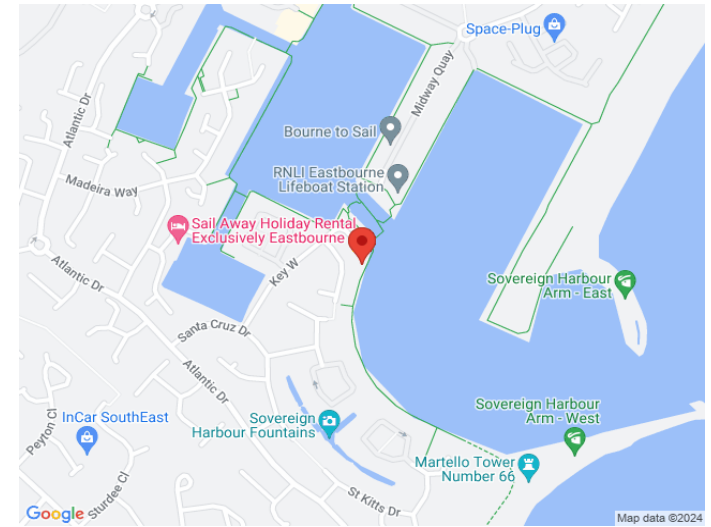 Space-Plug
Midway Quay
Atlantic Dr
Bourne to Sail
RNLI Eastbourne
Lifeboat Station
Madeira Way
Sail Away Holiday Rental
Exclusively Eastbourne
Key W
Atlantic Dr
Sovereign Harbour
Arm - East
Santa Cruz Dr
Atlantic Dr
Sovereign Harbour
Arm - West
InCar SouthEast
Sovereign
Harbour Fountains
Peyton Cl
Martello Tower
Number 66
Sturdee Cl
St Kitts Dr
Google
Map data ©2024